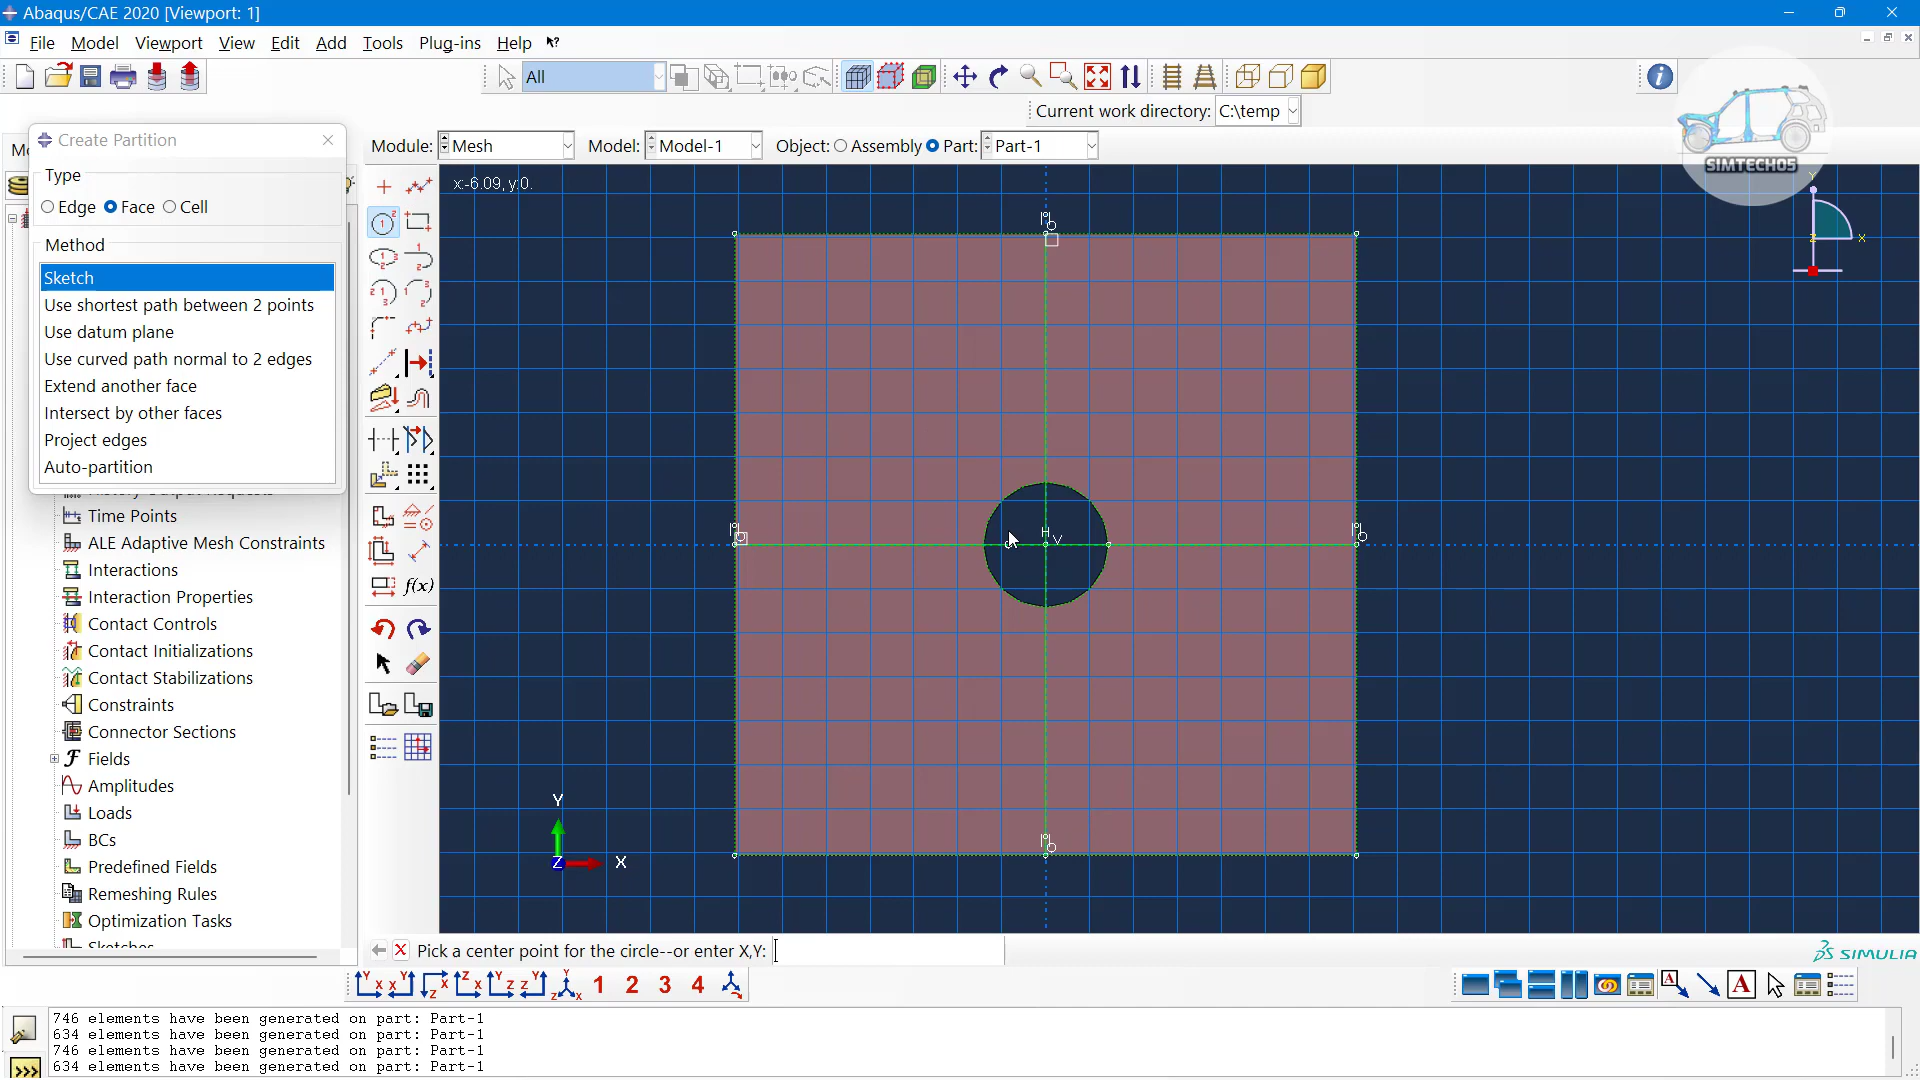 Abaqus/CAE 2020 [Viewport: 1]
File Model Viewport View Edit Add Tools Plug-ins Help
All
Current work directory: C:\temp
Create Partition
Module: Mesh Model: Model-1 Object: Assembly Part: Part-1
SIMTECH05
Type
Edge Face Cell
x:-6.09, y:0.
Method
Sketch
Use shortest path between 2 points
Use datum plane
Use curved path normal to 2 edges
Extend another face
Intersect by other faces
Project edges
Auto-partition
Time Points
ALE Adaptive Mesh Constraints
Interactions
Interaction Properties
Contact Controls
Contact Initializations
Contact Stabilizations
Constraints
Connector Sections
Fields
Amplitudes
Loads
BCs
Predefined Fields
Remeshing Rules
Optimization Tasks
Sketches
f(x)
H
V
Y
X
Z
Y
X
Z
Pick a center point for the circle--or enter X,Y:
SIMULIA
1 2 3 4
746 elements have been generated on part: Part-1
634 elements have been generated on part: Part-1
746 elements have been generated on part: Part-1
634 elements have been generated on part: Part-1